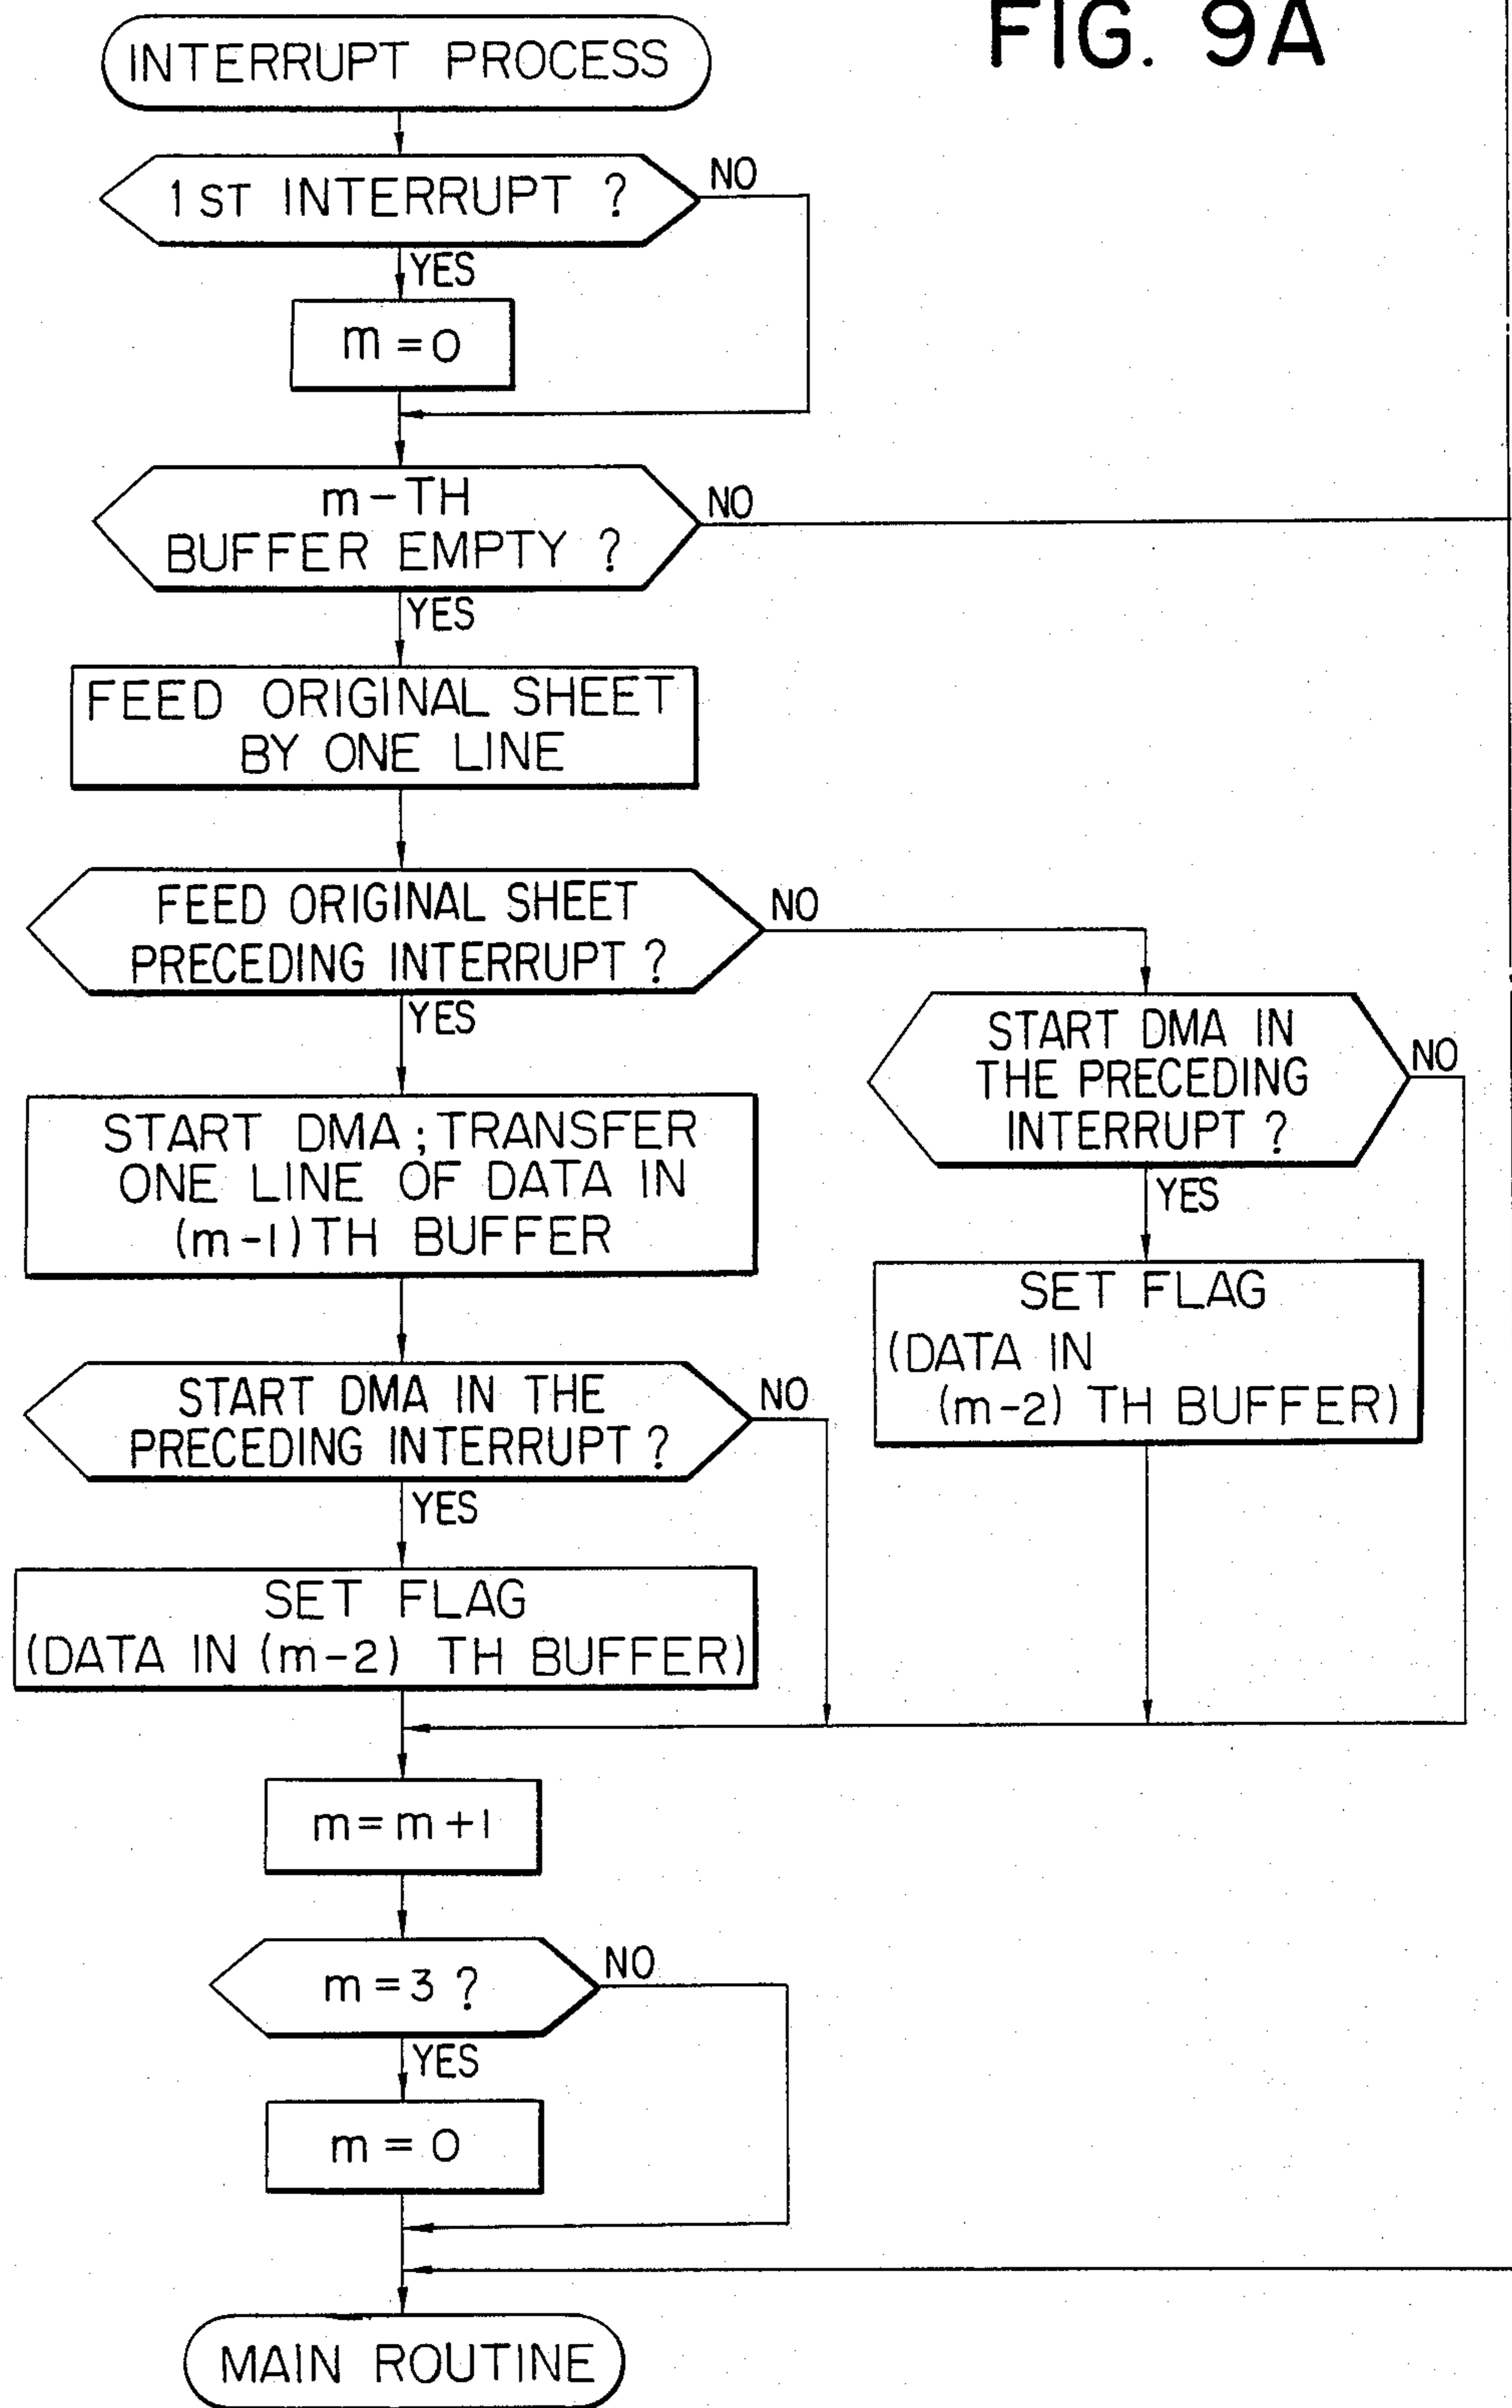 FIG. 9A
INTERRUPT PROCESS
1ST INTERRUPT ?
NO
YES
m = 0
m-TH
BUFFER EMPTY ?
NO
YES
FEED ORIGINAL SHEET
BY ONE LINE
FEED ORIGINAL SHEET
PRECEDING INTERRUPT ?
NO
YES
START DMA IN
THE PRECEDING
INTERRUPT ?
NO
YES
START DMA ; TRANSFER
ONE LINE OF DATA IN
(m-1)TH BUFFER
SET FLAG
(DATA IN
(m-2) TH BUFFER)
START DMA IN THE
PRECEDING INTERRUPT ?
NO
YES
SET FLAG
(DATA IN (m-2) TH BUFFER)
m = m + 1
m = 3 ?
NO
YES
m = 0
MAIN ROUTINE